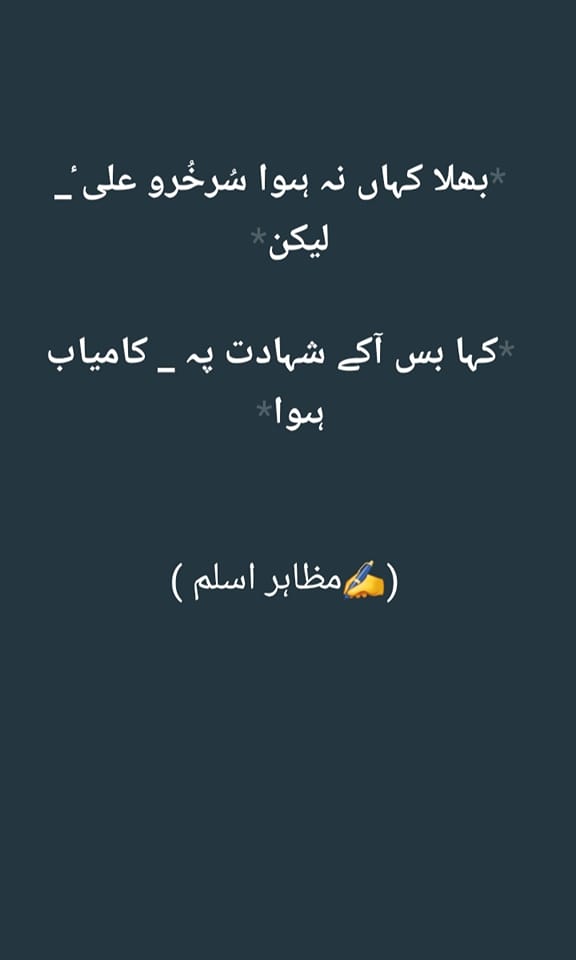 *بھلا کہاں نہ ہوا سُرخُرو علیؑ _
لیکن*
*کہا بس آکے شہادت پہ _ کامیاب
ہوا*
(✍️مظاہر اسلم )